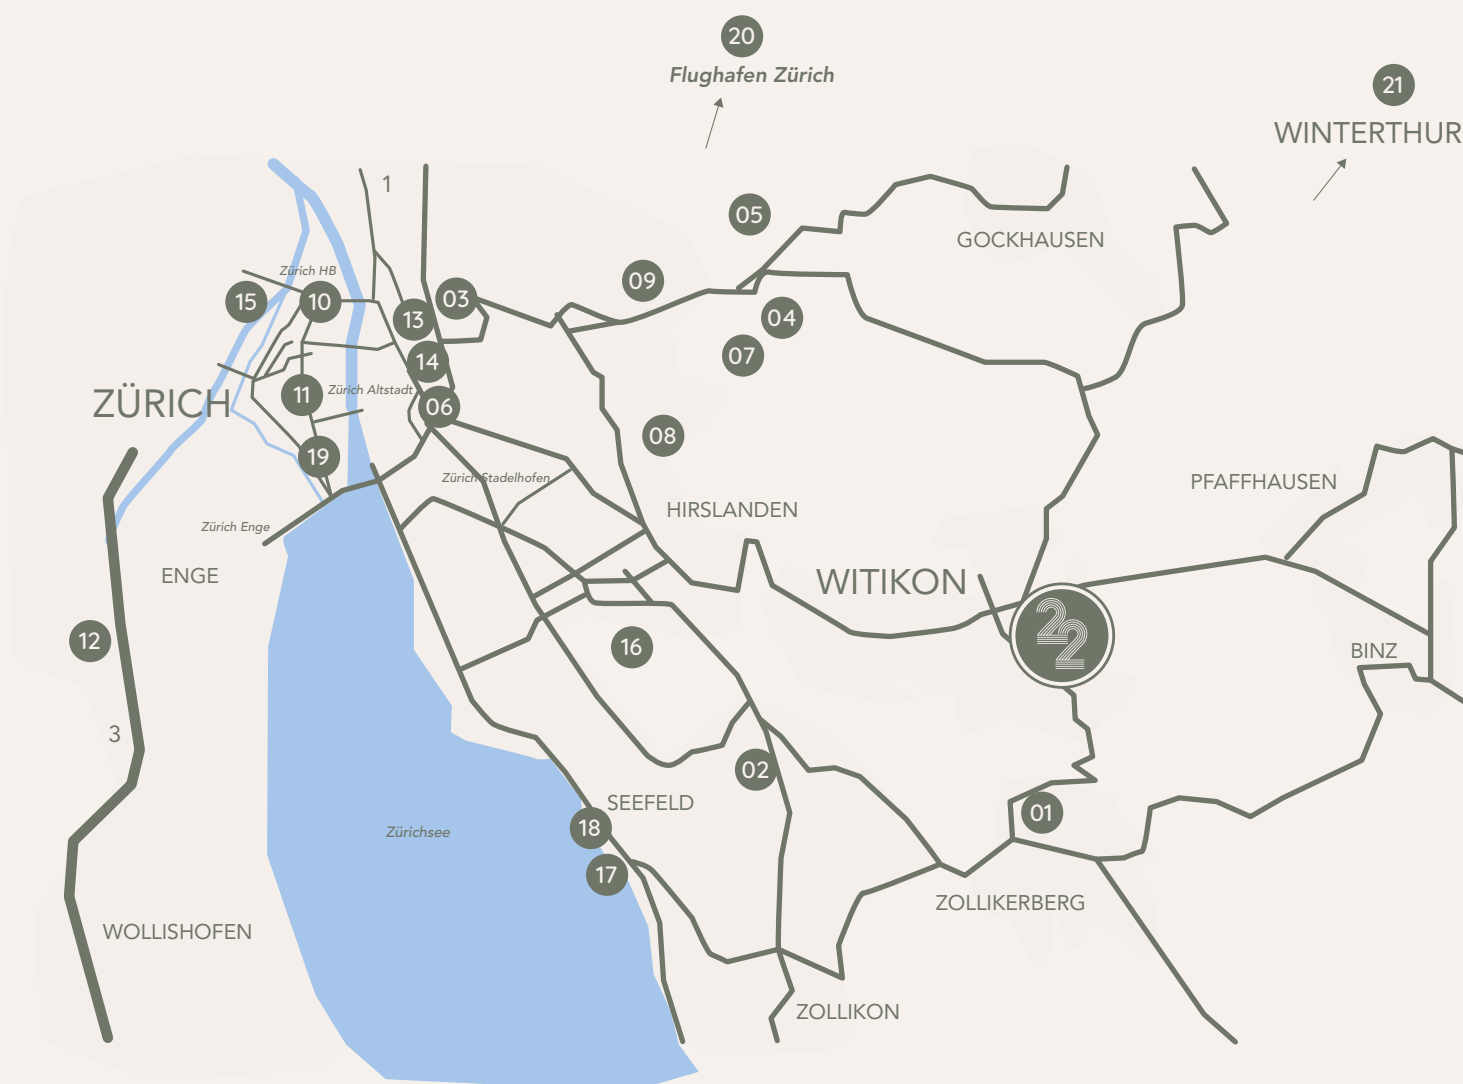 20
Flughafen Zürich
21
WINTERTHUR
1
05
GOCKHAUSEN
Zürich HB
09
15
10
03
13
04
07
14
ZÜRICH
11
Zürich Altstadt
06
08
19
Zürich Stadelhofen
PFAFFHAUSEN
HIRSLANDEN
Zürich Enge
ENGE
WITIKON
12
16
22
BINZ
3
02
SEEFELD
01
18
Zürichsee
17
ZOLLIKERBERG
WOLLISHOFEN
ZOLLIKON